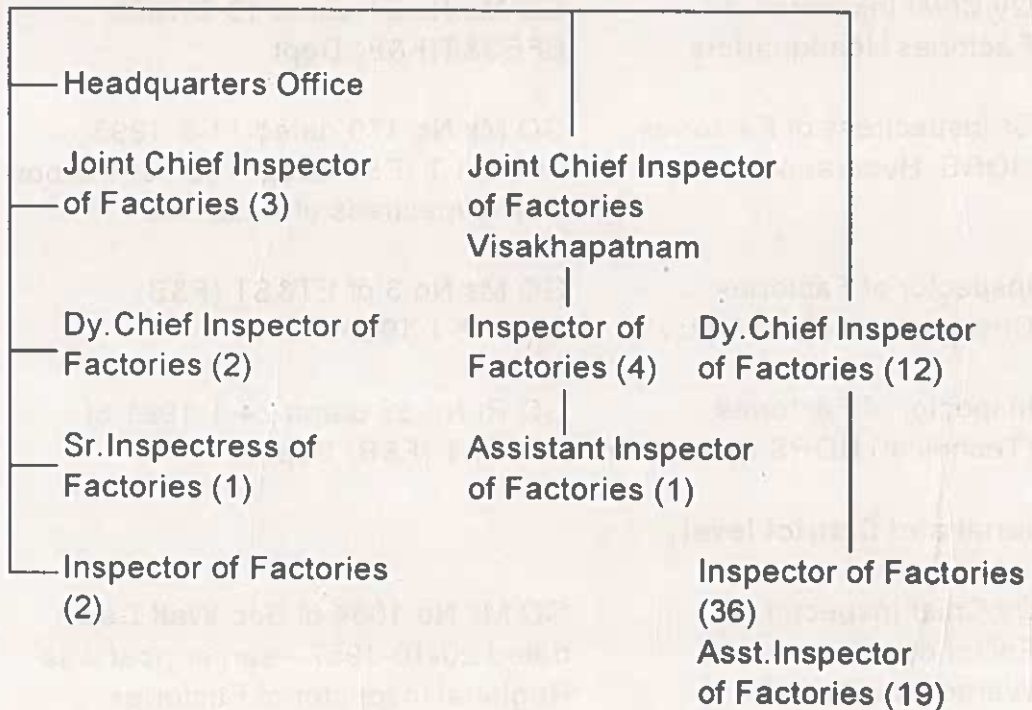 Headquarters Office
Joint Chief Inspector
of Factories (3)
Dy.Chief Inspector of
Factories (2)
Sr.Inspectress of
Factories (1)
Inspector of Factories
(2)
Joint Chief Inspector
of Factories
Visakhapatnam
Inspector of
Factories (4)
Assistant Inspector
of Factories (1)
Dy.Chief Inspector
of Factories (12)
Inspector of Factories
(36)
Asst.Inspector
of Factories (19)